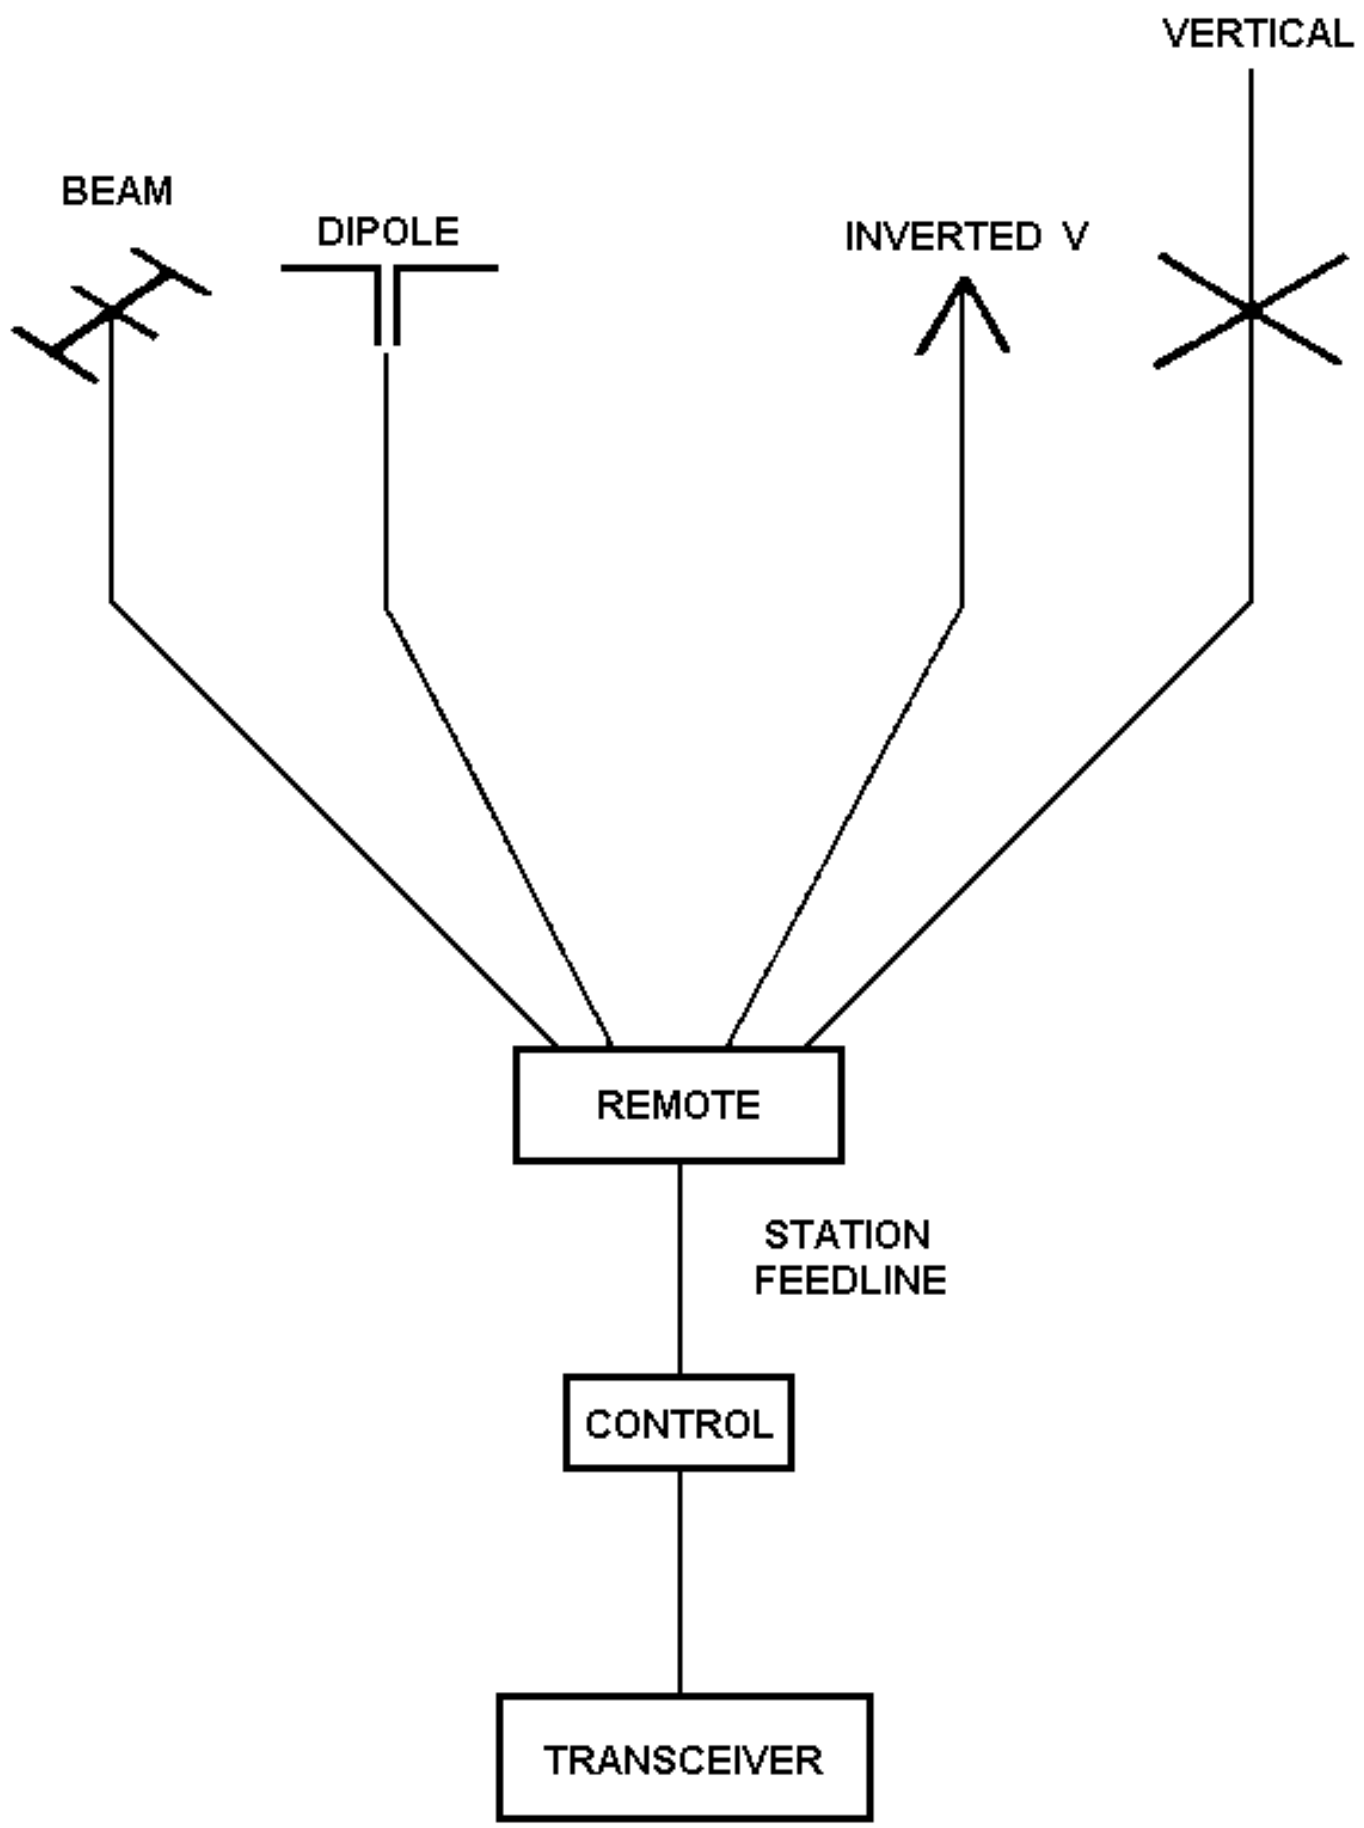 VERTICAL
BEAM
DIPOLE
INVERTED V
REMOTE
STATION
FEEDLINE
CONTROL
TRANSCEIVER